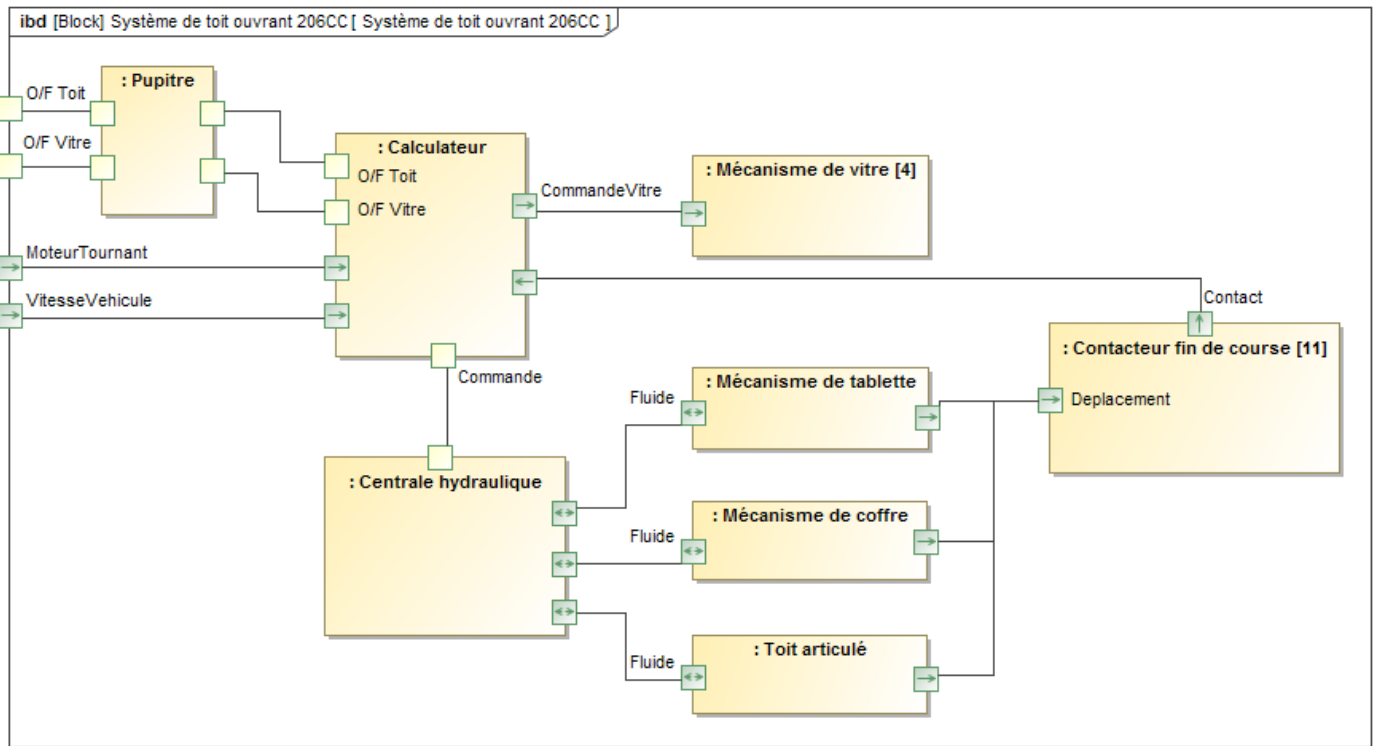 ibd [Block] Système de toit ouvrant 206CC [ Système de toit ouvrant 206CC ]
: Pupitre
O/F Toit
O/F Vitre
: Calculateur
O/F Toit
O/F Vitre
MoteurTournant
VitesseVehicule
CommandeVitre
: Mécanisme de vitre [4]
Contact
: Contacteur fin de course [11]
Deplacement
Commande
: Centrale hydraulique
Fluide
: Mécanisme de tablette
Fluide
: Mécanisme de coffre
Fluide
: Toit articulé